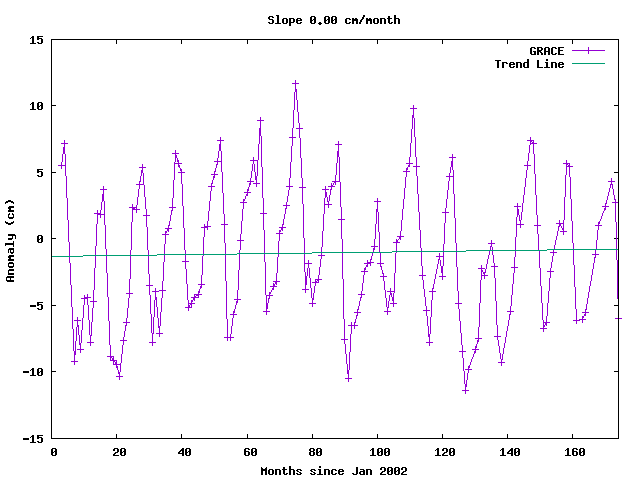 Slope 0.00 cm/month
15
GRACE
Trend Line
10
5
0
-5
-10
-15
Anomaly (cm)
0 20 40 60 80 100 120 140 160
Months since Jan 2002